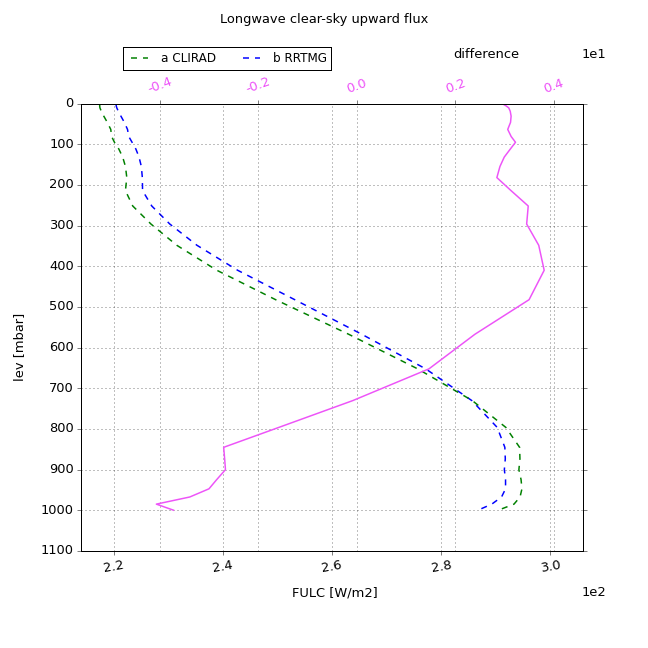 Longwave clear-sky upward flux
a CLIRAD b RRTMG difference 1e1
-0.4 -0.2 0.0 0.2 0.4
0
100
200
300
400
500
600
700
800
900
1000
1100
lev [mbar]
2.2 2.4 2.6 2.8 3.0
FULC [W/m2] 1e2